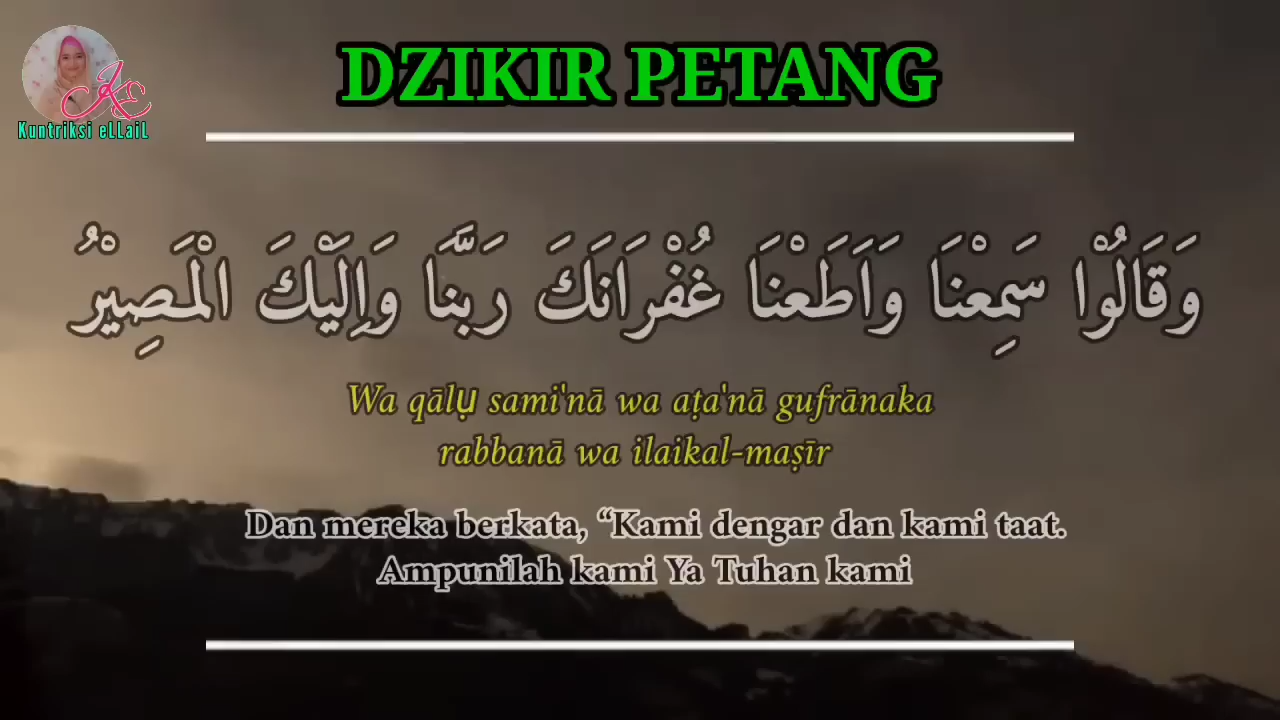 DZIKIR PETANG
Kuntriksi eLLaiL
وَقَالُوْا سَمِعْنَا وَاَطَعْنَا غُفْرَانَكَ رَبَّنَا وَاِلَيْكَ الْمَصِيْرُ
Wa qālụ sami'nā wa aṭa'nā gufrānaka
rabbanā wa ilaikal-maṣīr
Dan mereka berkata, “Kami dengar dan kami taat.
Ampunilah kami Ya Tuhan kami